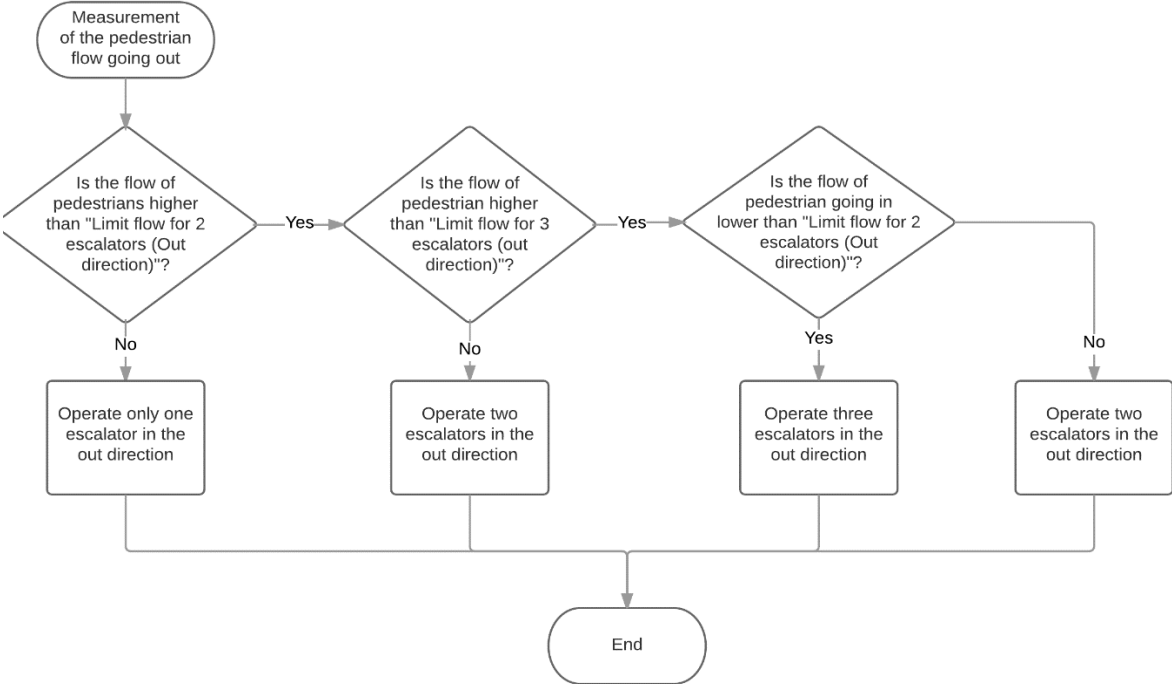 Measurement
of the pedestrian
flow going out
Is the flow of
pedestrians higher
than "Limit flow for 2
escalators (Out
direction)"?
Yes
Is the flow of
pedestrian higher
than "Limit flow for 3
escalators (out
direction)"?
Yes
Is the flow of
pedestrian going in
lower than "Limit flow for 2
escalators (Out
direction)"?
No
No
Yes
No
Operate only one
escalator in the
out direction
Operate two
escalators in the
out direction
Operate three
escalators in the
out direction
Operate two
escalators in the
out direction
End